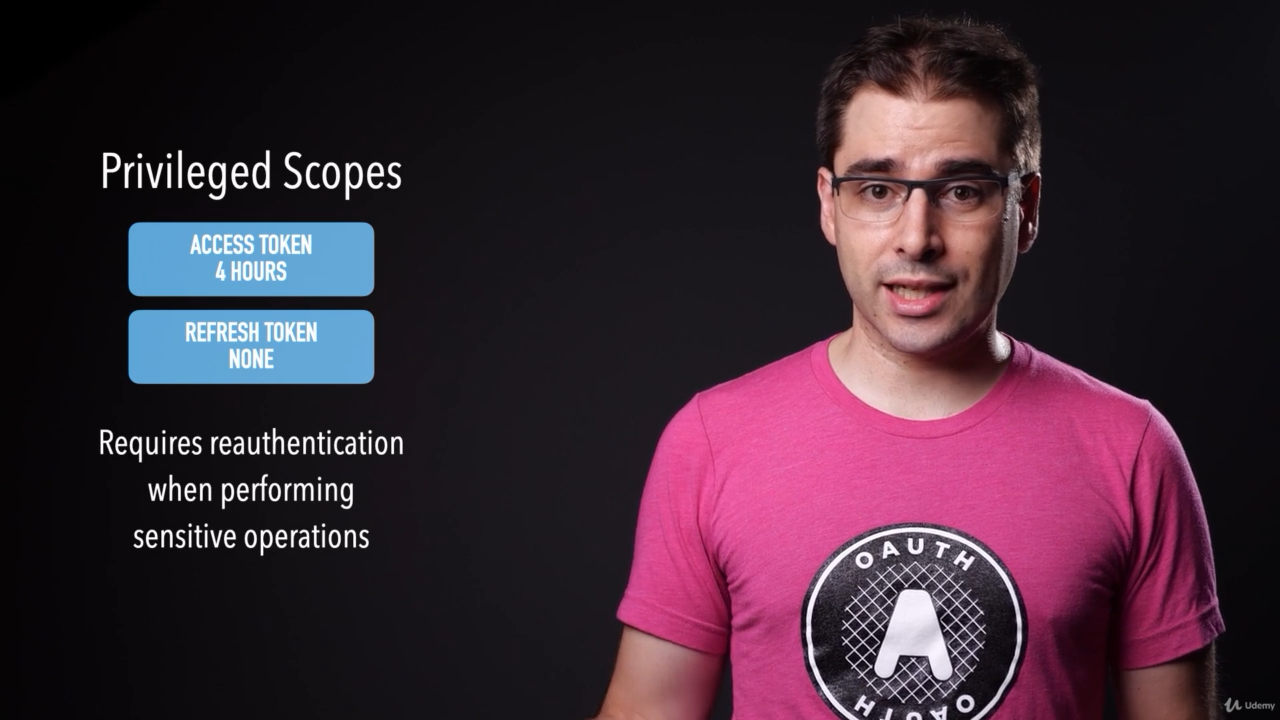 Privileged Scopes
ACCESS TOKEN
4 HOURS
REFRESH TOKEN
NONE
Requires reauthentication
when performing
sensitive operations
OAUTH
A
OAUTH
Udemy